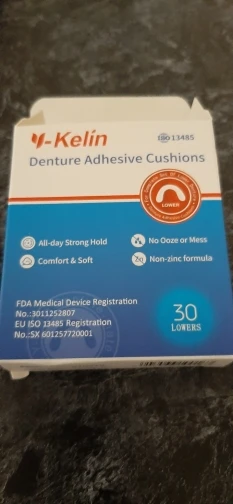 Y-Kelin
ISO 13485
Denture Adhesive Cushions
LOWER
All-day Strong Hold
No Ooze or Mess
Comfort & Soft
Zn Non-zinc formula
FDA Medical Device Registration
No.:3011252807
EU ISO 13485 Registration
No.:SX 601257720001
30
LOWERS